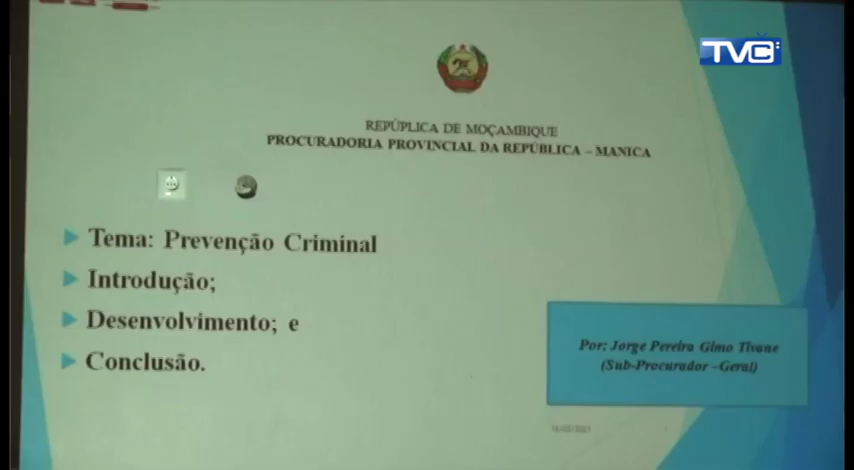 TVC
REPÚPLICA DE MOÇAMBIQUE
PROCURADORIA PROVINCIAL DA REPÚBLICA – MANICA
Tema: Prevenção Criminal
Introdução;
Desenvolvimento; e
Conclusão.
Por: Jorge Pereira Gimo Tivane
(Sub-Procurador –Geral)